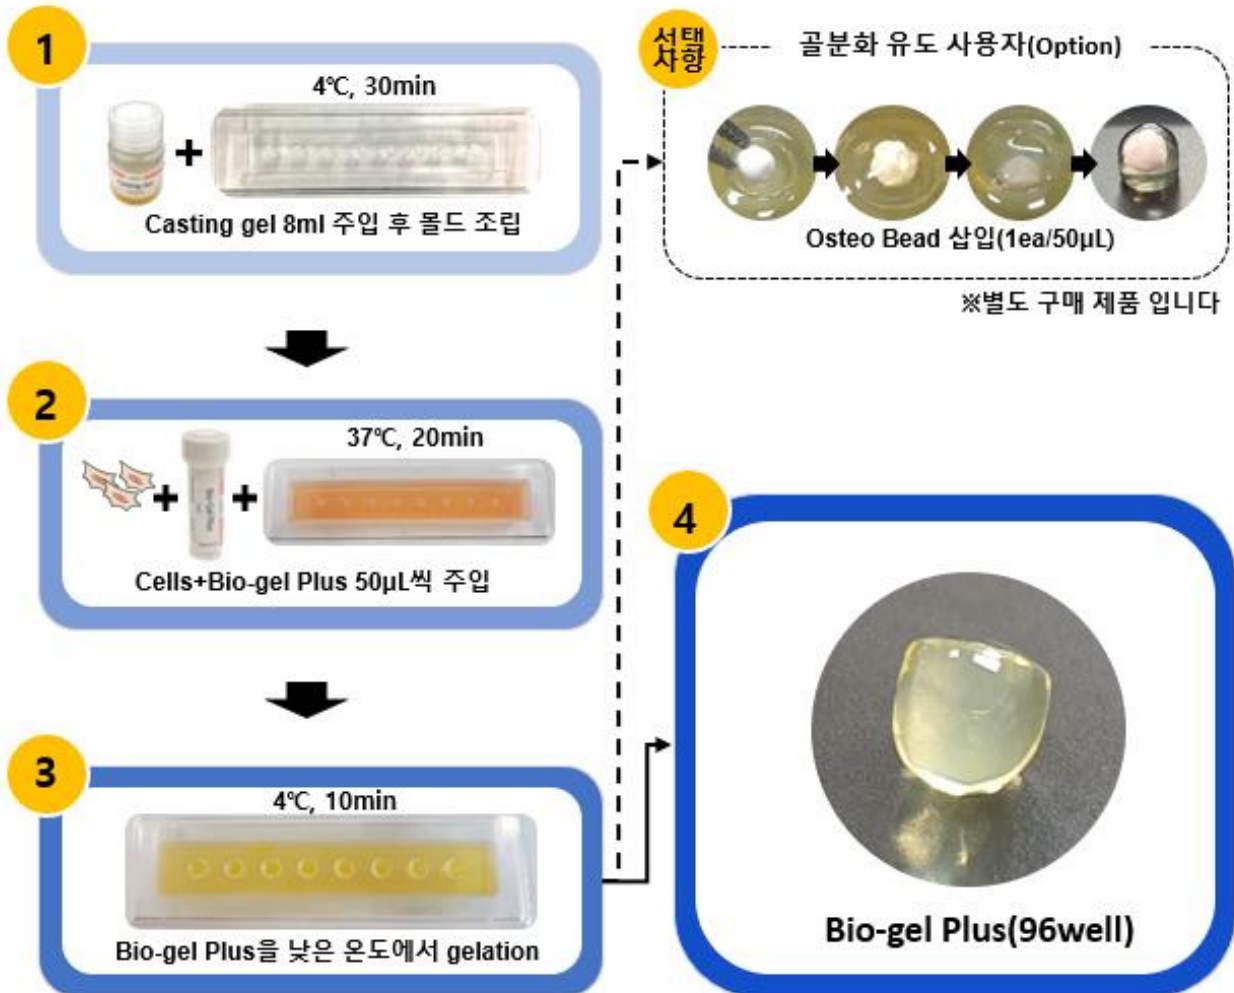 1
4℃, 30min
+
Casting gel 8ml 주입 후 몰드 조립
2
37℃, 20min
+ +
Bio-Gel Plus
Cells+Bio-gel Plus 50μL씩 주입
3
4℃, 10min
Bio-gel Plus을 낮은 온도에서 gelation
선택
사항
골분화 유도 사용자(Option)
Osteo Bead 삽입(1ea/50μL)
※별도 구매 제품 입니다
4
Bio-gel Plus(96well)